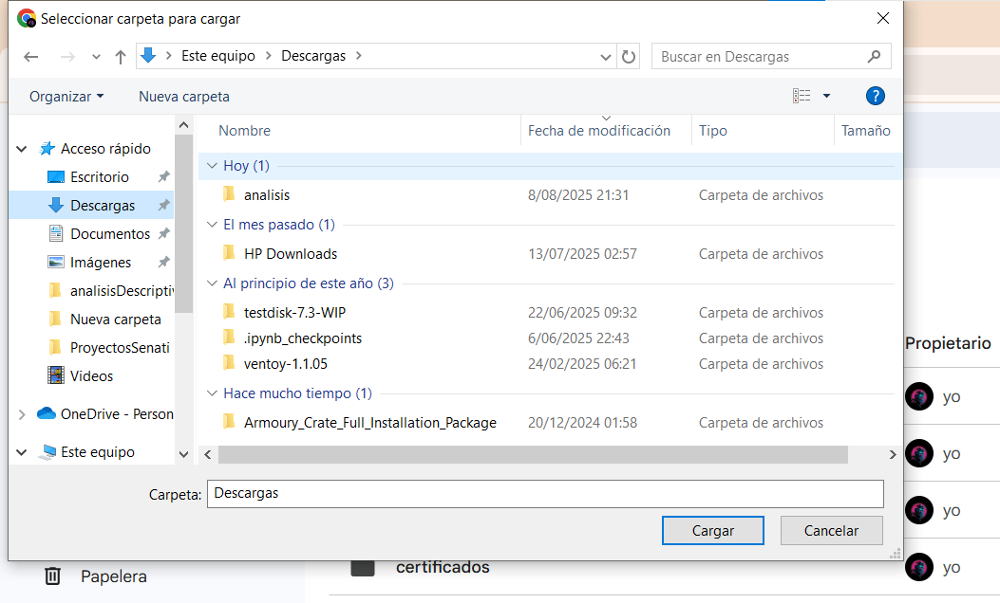 Seleccionar carpeta para cargar
Este equipo > Descargas >
Buscar en Descargas
Organizar
Nueva carpeta
?
Nombre
Fecha de modificación
Tipo
Tamaño
Acceso rápido
Escritorio
Descargas
Documentos
Imágenes
analisisDescripti
Nueva carpeta
ProyectosSenati
Videos
OneDrive - Person
Este equipo
Hoy (1)
analisis 8/08/2025 21:31 Carpeta de archivos
El mes pasado (1)
HP Downloads 13/07/2025 02:57 Carpeta de archivos
Al principio de este año (3)
testdisk-7.3-WIP 22/06/2025 09:32 Carpeta de archivos
.ipynb_checkpoints 6/06/2025 22:43 Carpeta de archivos
ventoy-1.1.05 24/02/2025 06:21 Carpeta de archivos
Hace mucho tiempo (1)
Armoury_Crate_Full_Installation_Package 20/12/2024 01:58 Carpeta de archivos
Carpeta: Descargas
Cargar
Cancelar
Propietario
yo
yo
yo
Papelera
certificados
yo